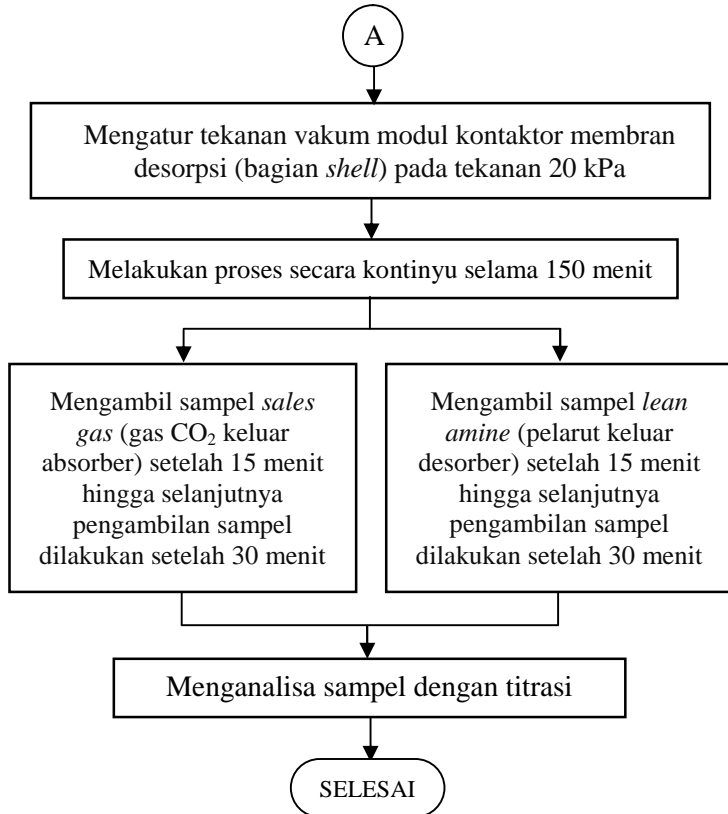 A
Mengatur tekanan vakum modul kontaktor membran
desorpsi (bagian shell) pada tekanan 20 kPa
Melakukan proses secara kontinyu selama 150 menit
Mengambil sampel sales
gas (gas CO₂ keluar
absorber) setelah 15 menit
hingga selanjutnya
pengambilan sampel
dilakukan setelah 30 menit
Mengambil sampel lean
amine (pelarut keluar
desorber) setelah 15 menit
hingga selanjutnya
pengambilan sampel
dilakukan setelah 30 menit
Menganalisa sampel dengan titrasi
SELESAI